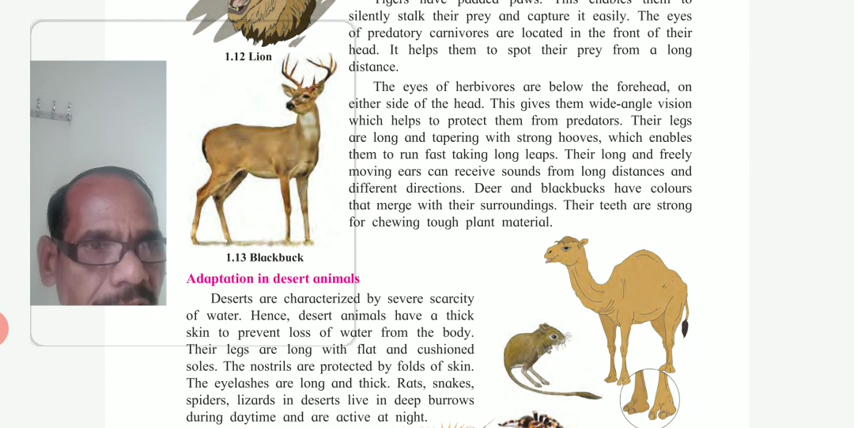 Tigers have padded paws. This enables them to
silently stalk their prey and capture it easily. The eyes
of predatory carnivores are located in the front of their
head. It helps them to spot their prey from a long
distance.
1.12 Lion
The eyes of herbivores are below the forehead, on
either side of the head. This gives them wide-angle vision
which helps to protect them from predators. Their legs
are long and tapering with strong hooves, which enables
them to run fast taking long leaps. Their long and freely
moving ears can receive sounds from long distances and
different directions. Deer and blackbucks have colours
that merge with their surroundings. Their teeth are strong
for chewing tough plant material.
1.13 Blackbuck
Adaptation in desert animals
Deserts are characterized by severe scarcity
of water. Hence, desert animals have a thick
skin to prevent loss of water from the body.
Their legs are long with flat and cushioned
soles. The nostrils are protected by folds of skin.
The eyelashes are long and thick. Rats, snakes,
spiders, lizards in deserts live in deep burrows
during daytime and are active at night.